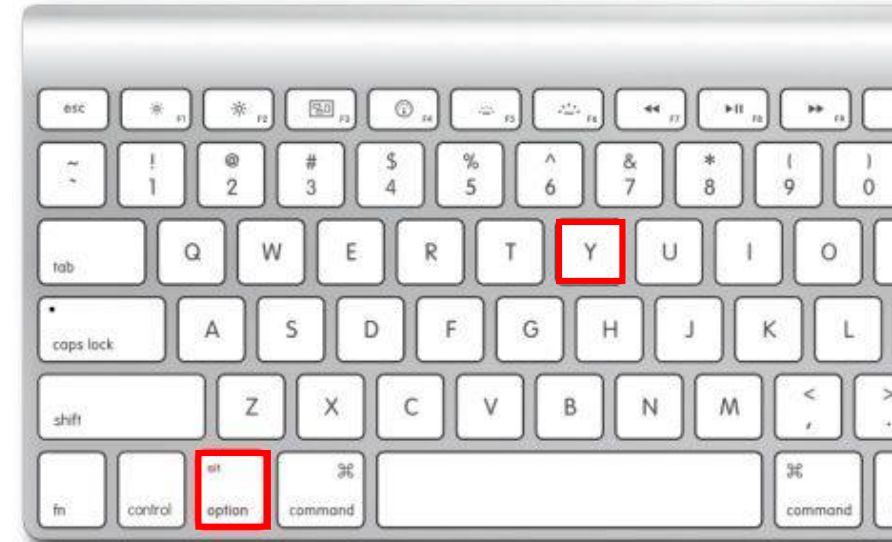 esc F1 F2 F3 F4 F5 F6 F7 F8 F9
~ ! @ # $ % ^ & * ( )
` 1 2 3 4 5 6 7 8 9 0
tab Q W E R T Y U I O
caps lock A S D F G H J K L
shift Z X C V B N M < >
, .
alt ⌘ ⌘
fn control option command command